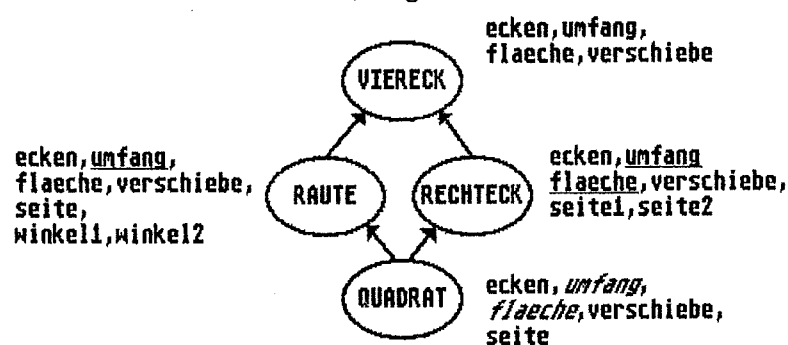 ecken,umfang,
flaeche,verschiebe
VIERECK
ecken,umfang,
flaeche,verschiebe,
seite,
winkel1,winkel2
RAUTE
RECHTECK
ecken,umfang
flaeche,verschiebe,
seite1,seite2
QUADRAT
ecken,umfang,
flaeche,verschiebe,
seite